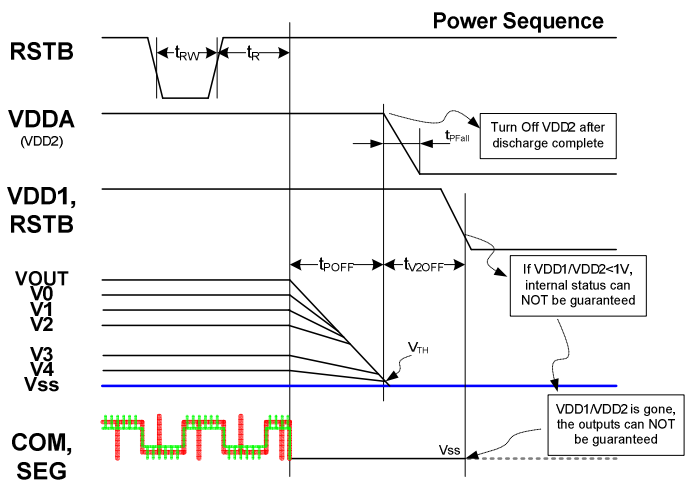 Power Sequence
RSTB
tRW
tR
VDDA
(VDD2)
tPFall
Turn Off VDD2 after
discharge complete
VDD1,
RSTB
tPOFF
tV2OFF
If VDD1/VDD2<1V,
internal status can
NOT be guaranteed
VOUT
V0
V1
V2
V3
V4
Vss
VTH
COM,
SEG
Vss
VDD1/VDD2 is gone,
the outputs can NOT
be guaranteed